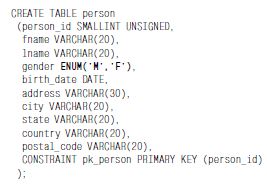 CREATE TABLE person
(person_id SMALLINT UNSIGNED,
fname VARCHAR(20),
lname VARCHAR(20),
gender ENUM('M','F'),
birth_date DATE,
address VARCHAR(30),
city VARCHAR(20),
state VARCHAR(20),
country VARCHAR(20),
postal_code VARCHAR(20),
CONSTRAINT pk_person PRIMARY KEY (person_id)
);